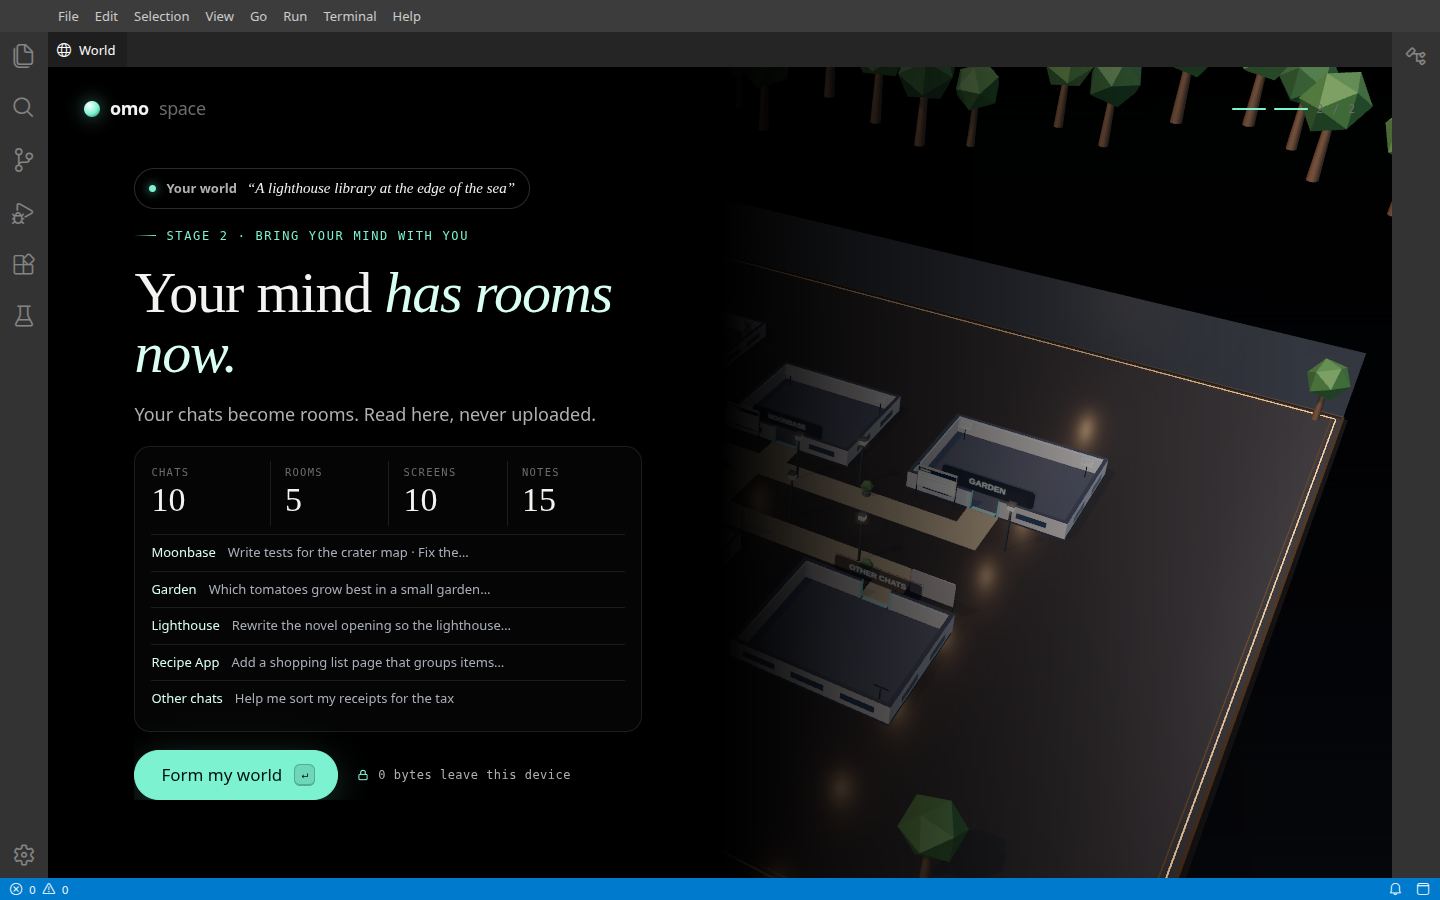 File Edit Selection View Go Run Terminal Help
World
omo space
2 / 2
Your world “A lighthouse library at the edge of the sea”
STAGE 2 · BRING YOUR MIND WITH YOU
Your mind has rooms
now.
Your chats become rooms. Read here, never uploaded.
CHATS ROOMS SCREENS NOTES
10 5 10 15
Moonbase Write tests for the crater map · Fix the...
Garden Which tomatoes grow best in a small garden...
Lighthouse Rewrite the novel opening so the lighthouse...
Recipe App Add a shopping list page that groups items...
Other chats Help me sort my receipts for the tax
Form my world ↵
0 bytes leave this device
MOONBASE
GARDEN
OTHER CHATS
0 0